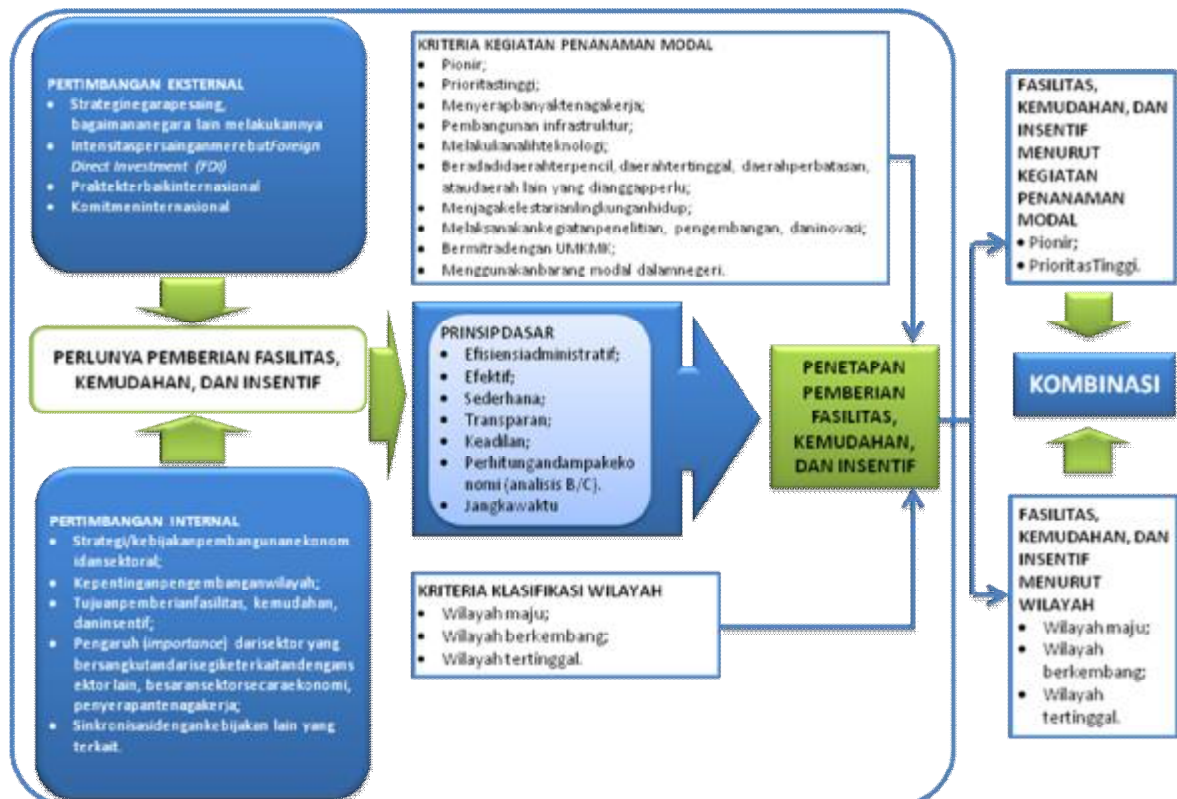 PERTIMBANGAN EKSTERNAL
• Strateginegarapesaing,
bagaimananegara lain melakukannya
• IntensitaspersainganmerebutForeign
Direct Investment (FDI)
• Praktekterbaikinternasional
• Komitmeninternasional
PERLUNYA PEMBERIAN FASILITAS,
KEMUDAHAN, DAN INSENTIF
PERTIMBANGAN INTERNAL
• Strategi/kebijakanpembangunanekonom
idansektoral;
• Kepentinganpengembanganwilayah;
• Tujuanpemberianfasilitas, kemudahan,
daninsentif;
• Pengaruh (importance) darisektor yang
bersangkutandarisegiketerkaitandengans
ektor lain, besaransektorsecaraekonomi,
penyerapantenagakerja;
• Sinkronisasidengankebijakan lain yang
terkait.
KRITERIA KEGIATAN PENANAMAN MODAL
• Pionir;
• Prioritastinggi;
• Menyerapbanyaktenagakerja;
• Pembangunan infrastruktur;
• Melakukanalihteknologi;
• Beradadidaerahterpencil, daerahtertinggal, daerahperbatasan,
ataudaerah lain yang dianggapperlu;
• Menjagakelestarianlingkunganhidup;
• Melaksanakankegiatanpenelitian, pengembangan, daninovasi;
• Bermitradengan UMKMK;
• Menggunakanbarang modal dalamnegeri.
PRINSIPDASAR
• Efisiensiadministratif;
• Efektif;
• Sederhana;
• Transparan;
• Keadilan;
• Perhitungandampakeko
nomi (analisis B/C).
• Jangkawaktu
KRITERIA KLASIFIKASI WILAYAH
• Wilayah maju;
• Wilayah berkembang;
• Wilayah tertinggal.
PENETAPAN
PEMBERIAN
FASILITAS,
KEMUDAHAN,
DAN INSENTIF
FASILITAS,
KEMUDAHAN, DAN
INSENTIF
MENURUT
KEGIATAN
PENANAMAN
MODAL
• Pionir;
• PrioritasTinggi.
KOMBINASI
FASILITAS,
KEMUDAHAN, DAN
INSENTIF
MENURUT
WILAYAH
• Wilayah maju;
• Wilayah
berkembang;
• Wilayah
tertinggal.